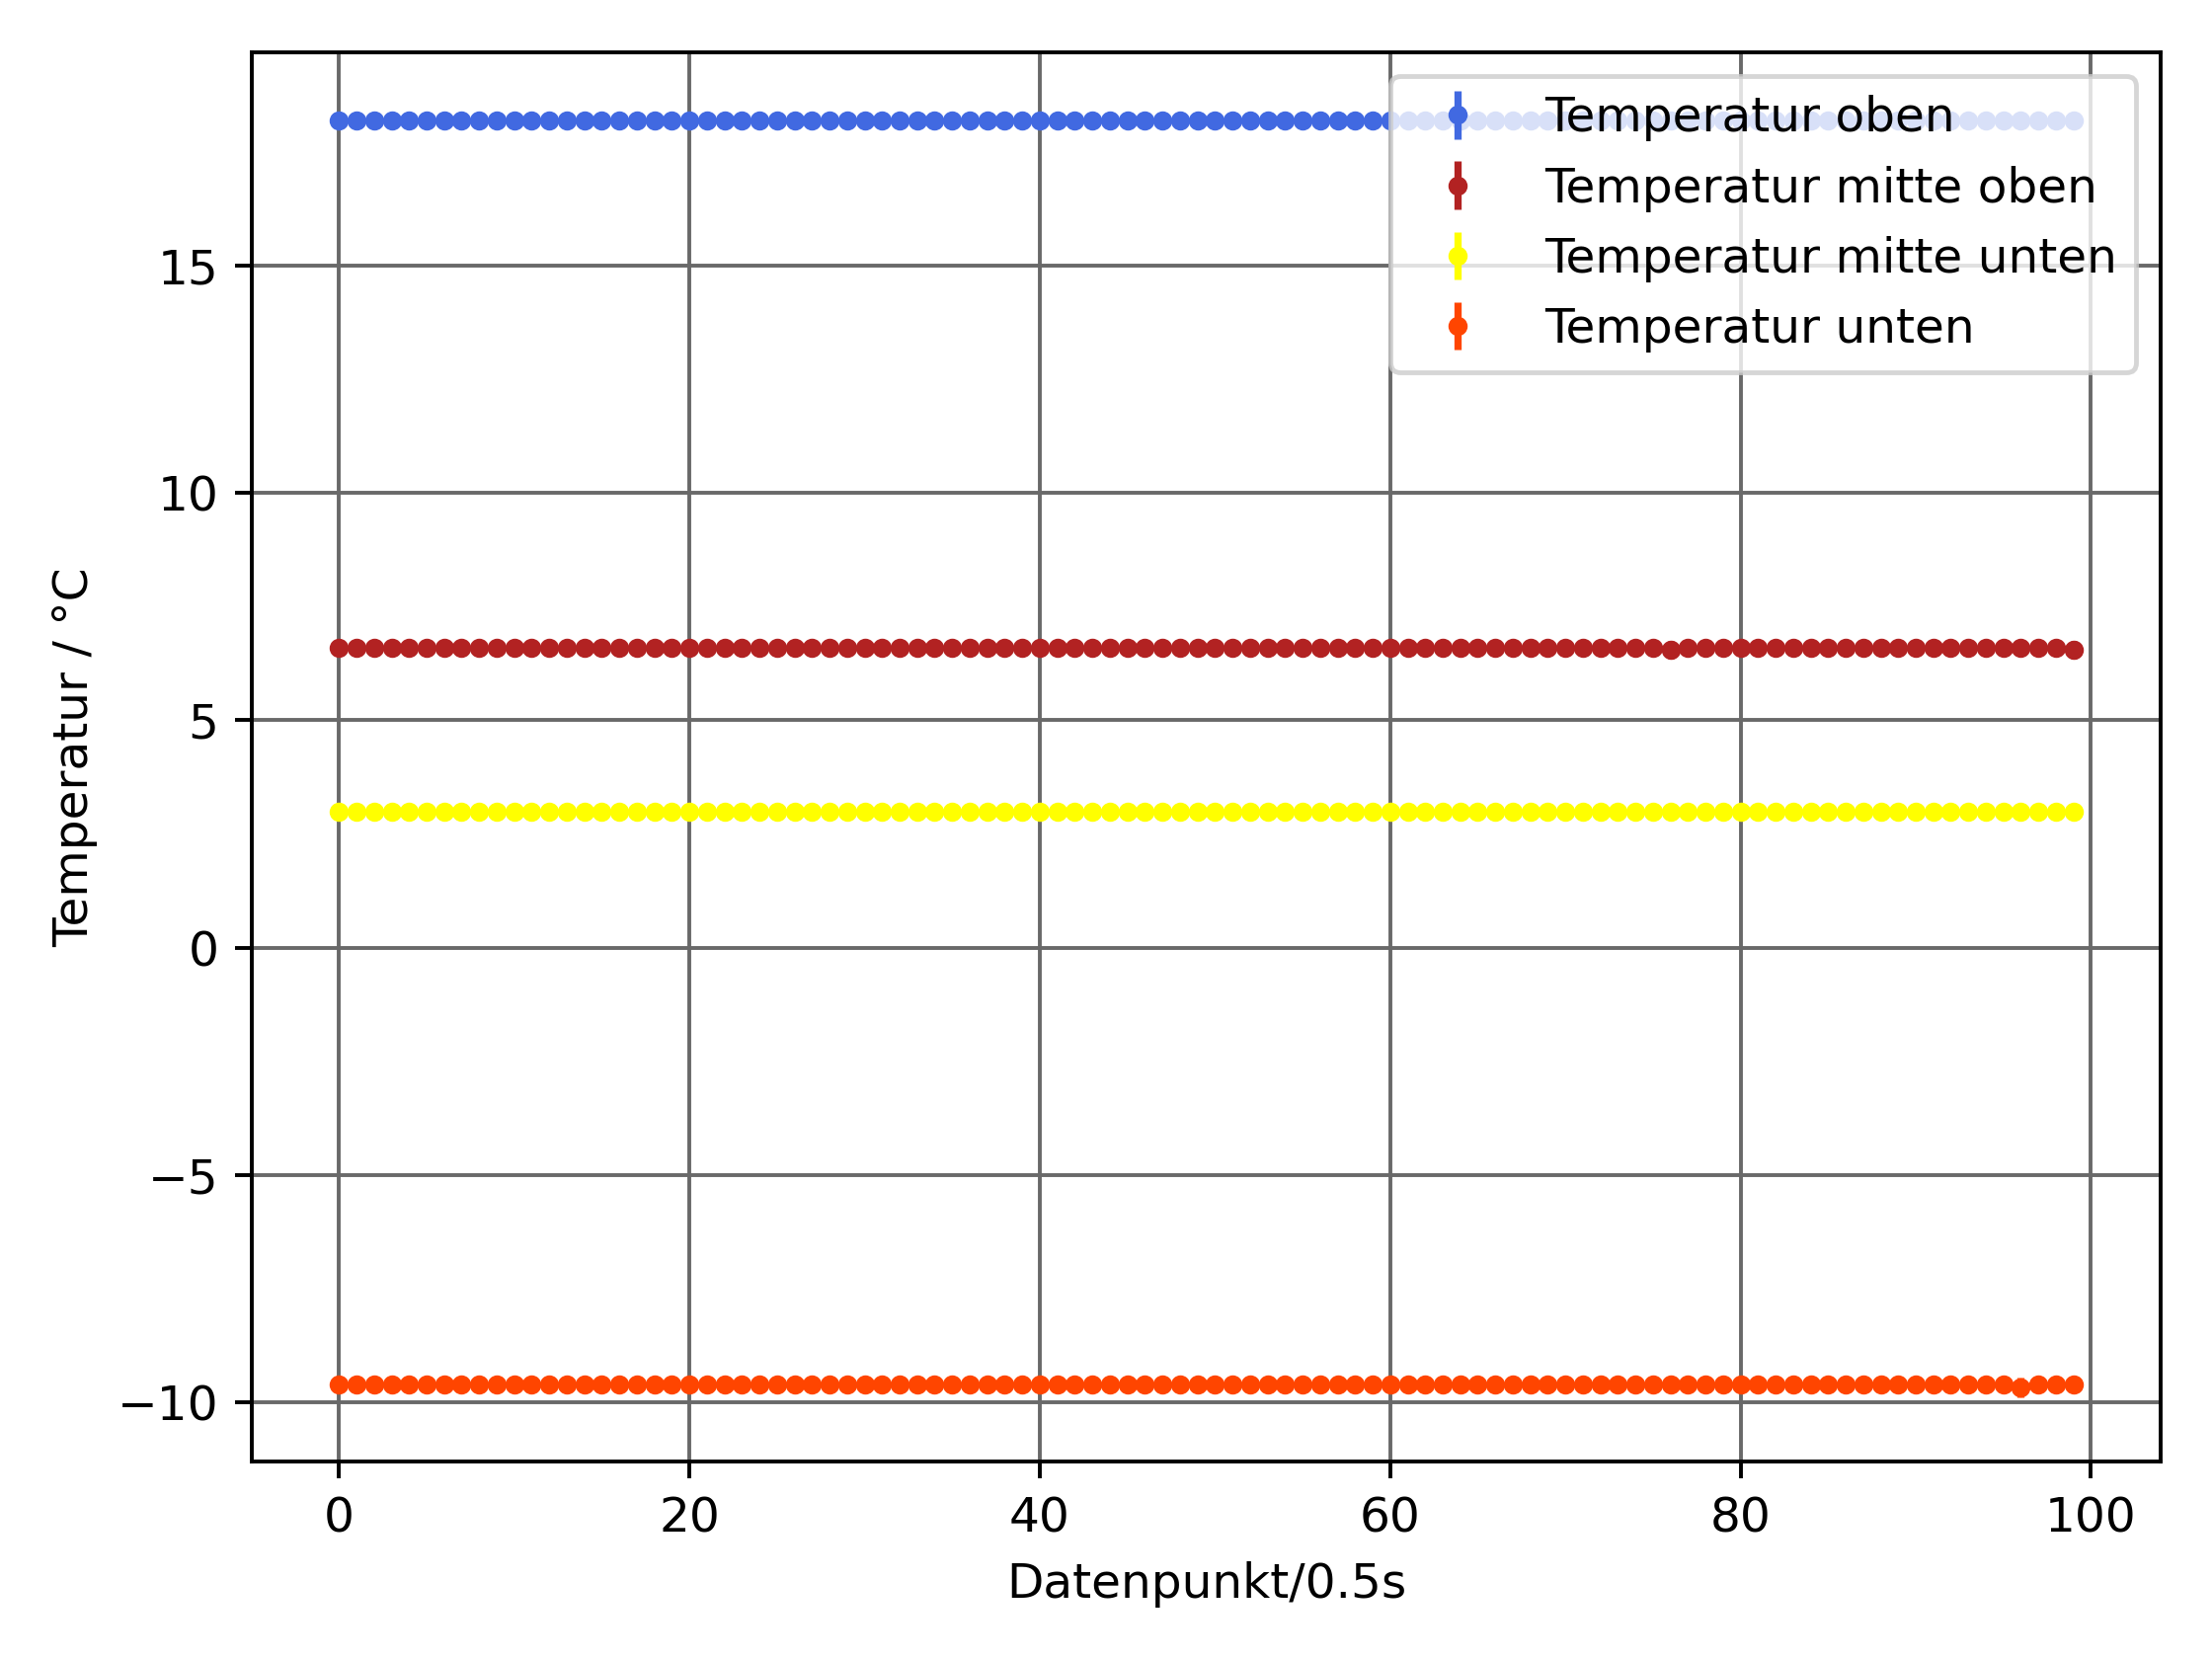 Temperatur oben
Temperatur mitte oben
Temperatur mitte unten
Temperatur unten
Temperatur / °C
15
10
5
0
−5
−10
0 20 40 60 80 100
Datenpunkt/0.5s